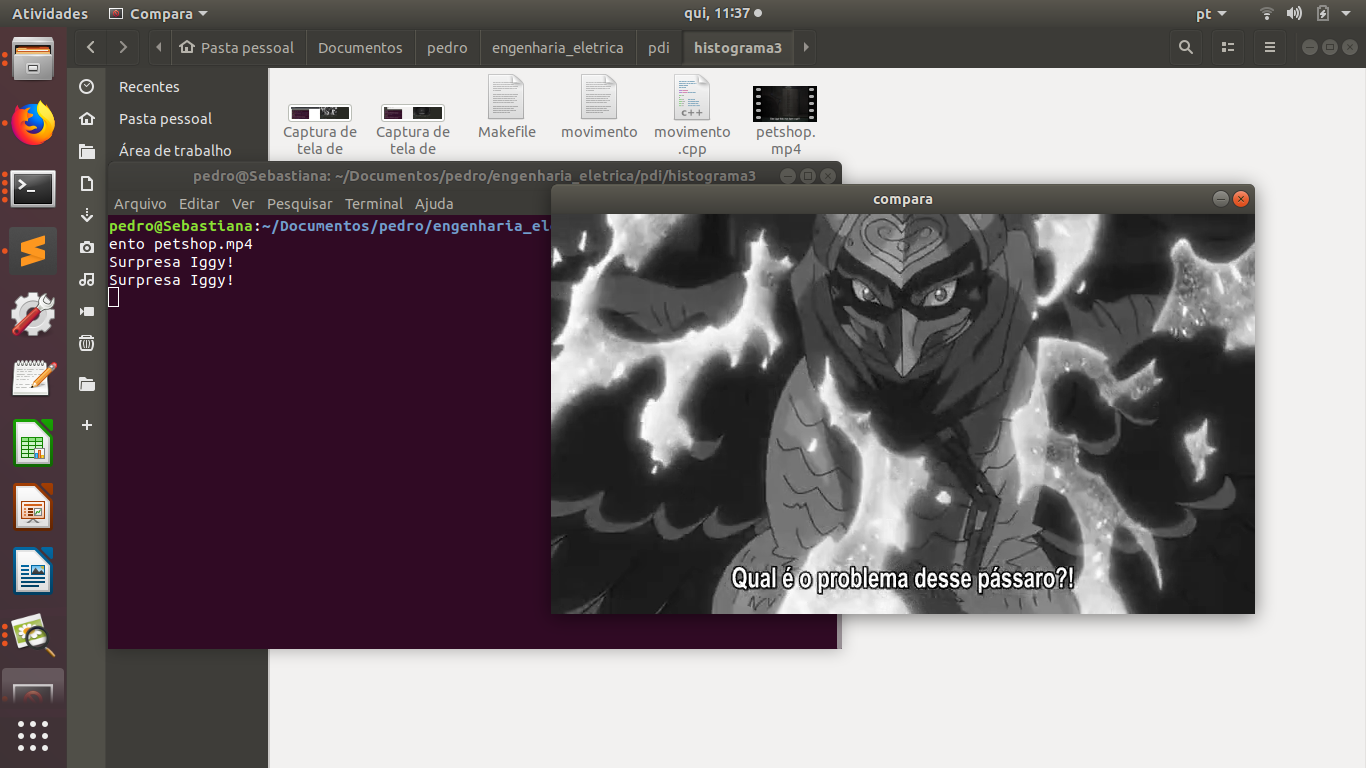 Atividades Compara qui, 11:37 pt
Pasta pessoal Documentos pedro engenharia_eletrica pdi histograma3
Recentes
Pasta pessoal
Área de trabalho
Captura de tela de
Captura de tela de
Makefile
movimento
c++
movimento.cpp
petshop.mp4
pedro@Sebastiana: ~/Documentos/pedro/engenharia_eletrica/pdi/histograma3
Arquivo Editar Ver Pesquisar Terminal Ajuda
pedro@Sebastiana:~/Documentos/pedro/engenharia_ele
ento petshop.mp4
Surpresa Iggy!
Surpresa Iggy!
compara
Qual é o problema desse pássaro?!